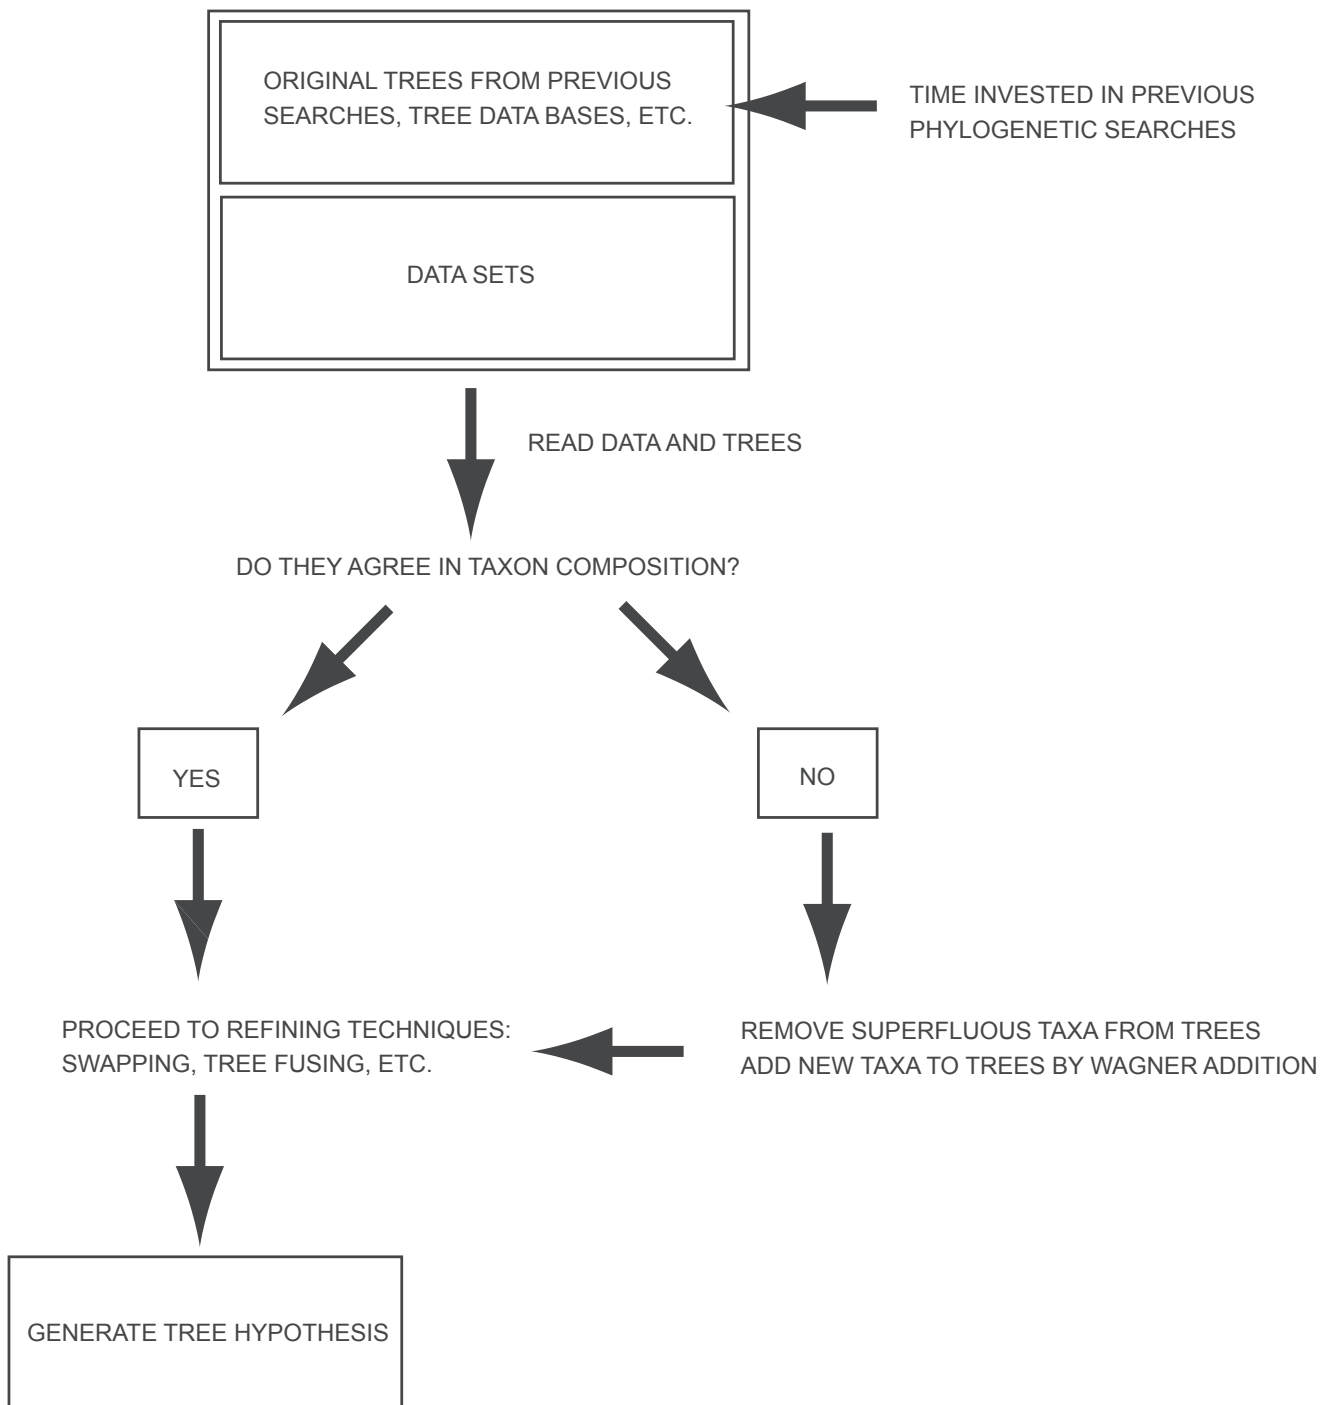 ORIGINAL TREES FROM PREVIOUS
SEARCHES, TREE DATA BASES, ETC.
TIME INVESTED IN PREVIOUS
PHYLOGENETIC SEARCHES
DATA SETS
READ DATA AND TREES
DO THEY AGREE IN TAXON COMPOSITION?
YES
NO
PROCEED TO REFINING TECHNIQUES:
SWAPPING, TREE FUSING, ETC.
REMOVE SUPERFLUOUS TAXA FROM TREES
ADD NEW TAXA TO TREES BY WAGNER ADDITION
GENERATE TREE HYPOTHESIS